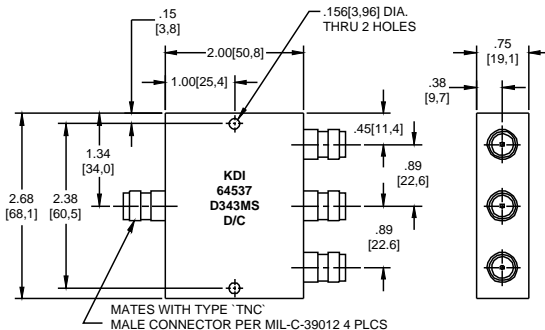 .15
[3,8]
.156[3,96] DIA.
THRU 2 HOLES
2.00[50,8]
1.00[25,4]
.75
[19,1]
.38
[9,7]
.45[11,4]
.89
[22,6]
1.34
[34,0]
2.68
[68,1]
2.38
[60,5]
KDI
64537
D343MS
D/C
.89
[22.6]
MATES WITH TYPE `TNC`
MALE CONNECTOR PER MIL-C-39012 4 PLCS